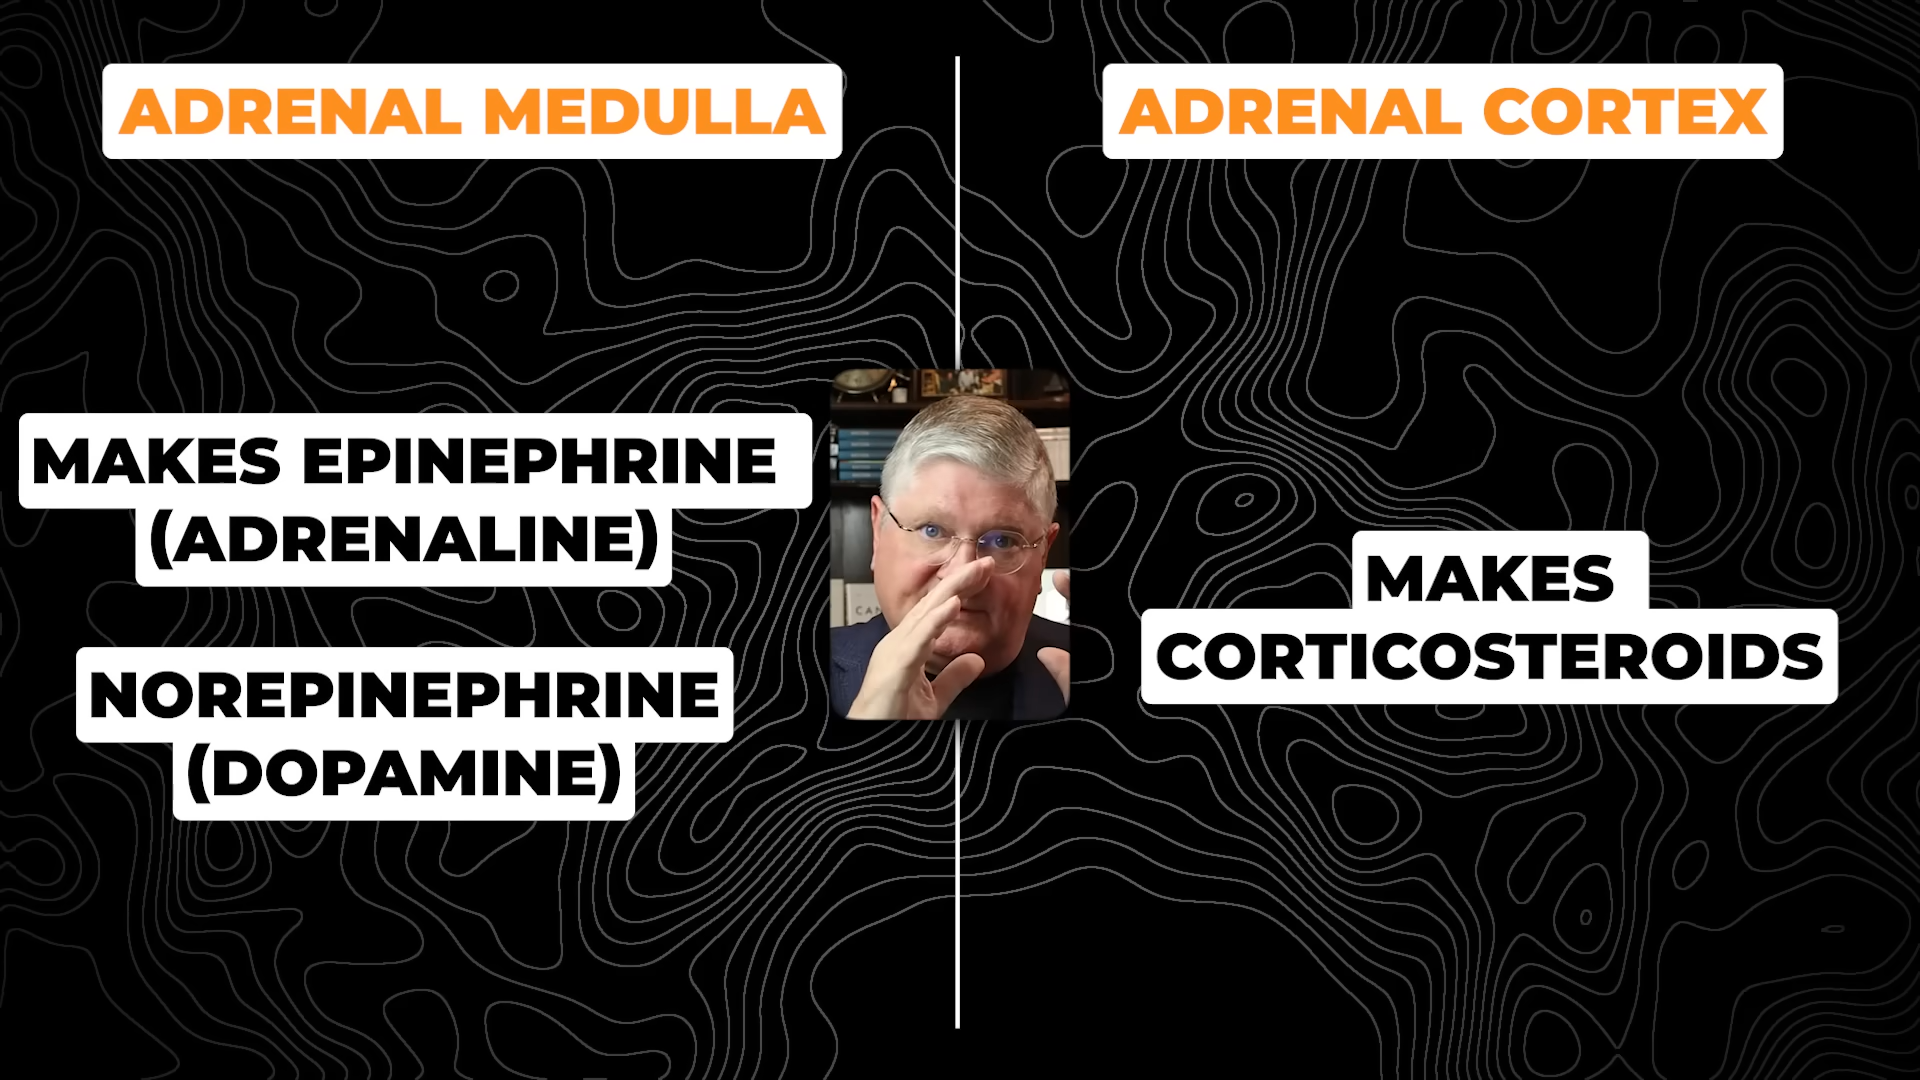 ADRENAL MEDULLA
MAKES EPINEPHRINE
(ADRENALINE)
NOREPINEPHRINE
(DOPAMINE)
ADRENAL CORTEX
MAKES
CORTICOSTEROIDS